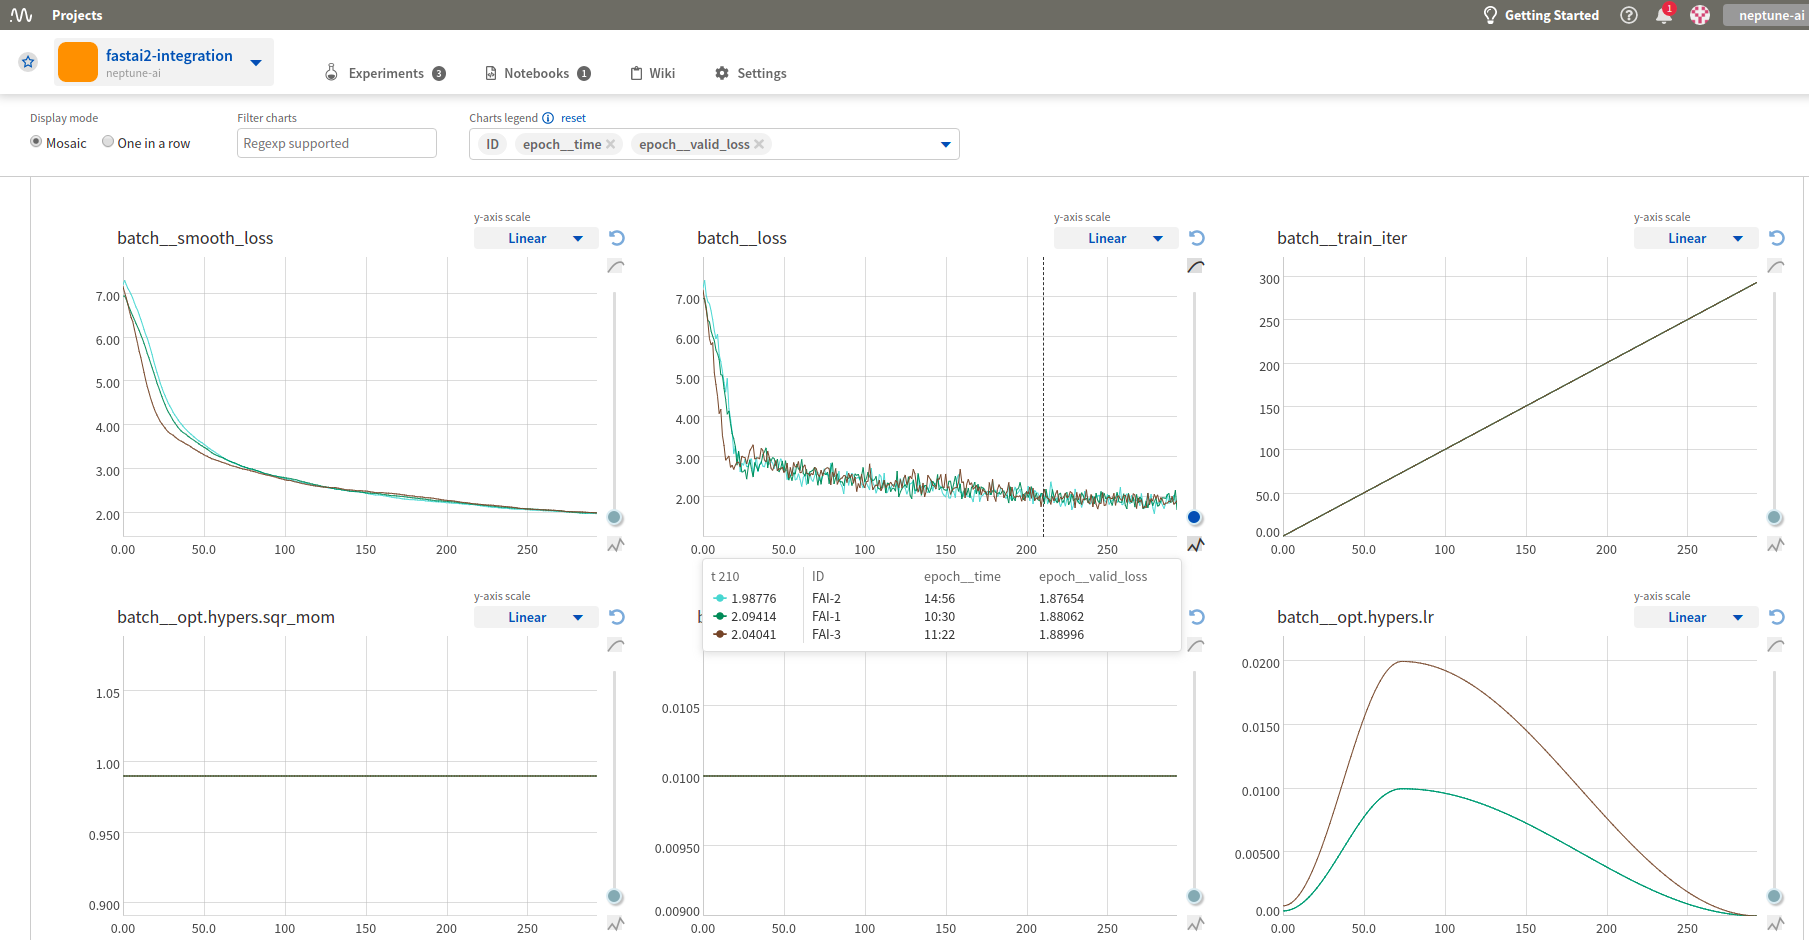 Projects
Getting Started
1
neptune-ai
fastai2-integration
neptune-ai
Experiments 3
Notebooks 1
Wiki
Settings
Display mode
Mosaic
One in a row
Filter charts
Regexp supported
Charts legend
reset
ID
epoch__time
epoch__valid_loss
batch__smooth_loss
y-axis scale
Linear
7.00
6.00
5.00
4.00
3.00
2.00
0.00 50.0 100 150 200 250
batch__loss
y-axis scale
Linear
7.00
6.00
5.00
4.00
3.00
2.00
0.00 50.0 100 150 200 250
batch__train_iter
y-axis scale
Linear
300
250
200
150
100
50.0
0.00
0.00 50.0 100 150 200 250
t 210 ID epoch__time epoch__valid_loss
1.98776 FAI-2 14:56 1.87654
2.09414 FAI-1 10:30 1.88062
2.04041 FAI-3 11:22 1.88996
batch__opt.hypers.sqr_mom
y-axis scale
Linear
1.05
1.00
0.950
0.900
0.00 50.0 100 150 200 250
0.0105
0.0100
0.00950
0.00900
0.00 50.0 100 150 200 250
batch__opt.hypers.lr
y-axis scale
Linear
0.0200
0.0150
0.0100
0.00500
0.00
0.00 50.0 100 150 200 250